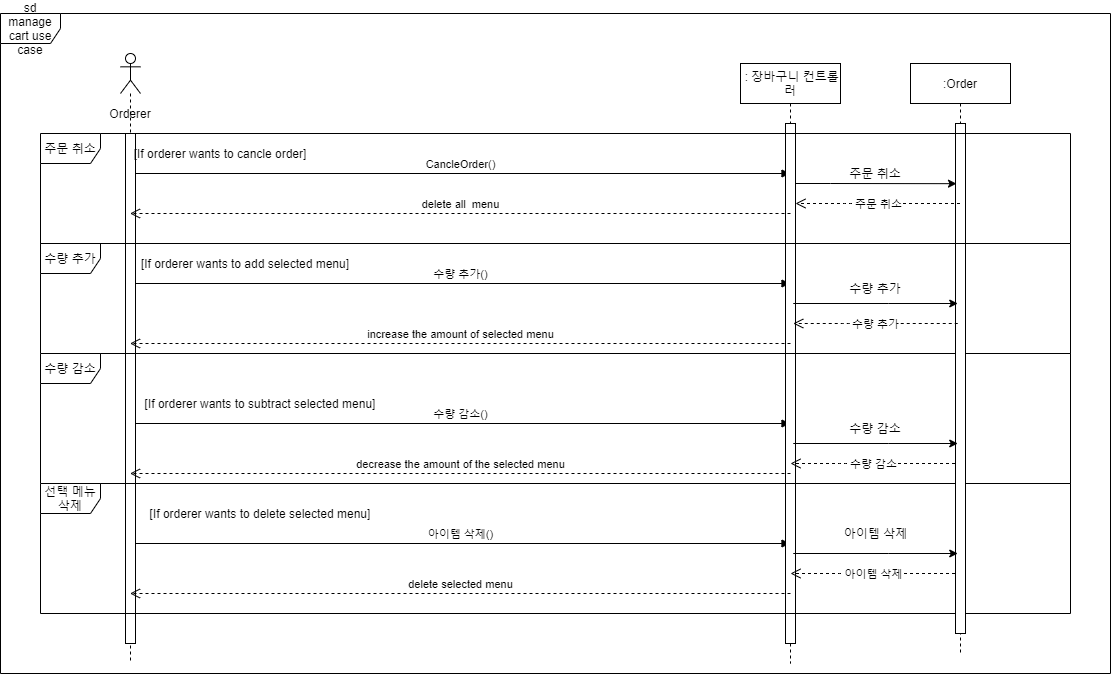 sd
manage
cart use
case
Orderer
: 장바구니 컨트롤
러
:Order
주문 취소
[If orderer wants to cancle order]
CancleOrder()
주문 취소
주문 취소
delete all menu
수량 추가
[If orderer wants to add selected menu]
수량 추가()
수량 추가
수량 추가
increase the amount of selected menu
수량 감소
[If orderer wants to subtract selected menu]
수량 감소()
수량 감소
수량 감소
decrease the amount of the selected menu
선택 메뉴
삭제
[If orderer wants to delete selected menu]
아이템 삭제()
아이템 삭제
아이템 삭제
delete selected menu